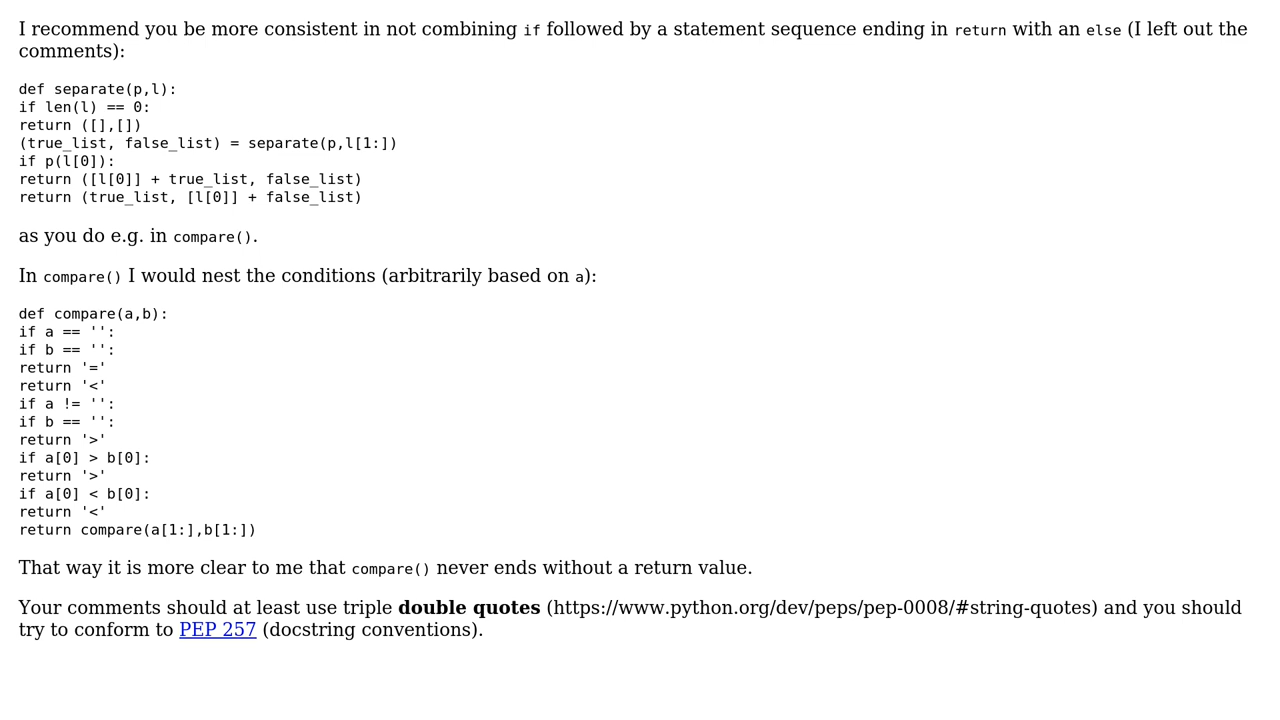 I recommend you be more consistent in not combining if followed by a statement sequence ending in return with an else (I left out the
comments):
def separate(p,l):
if len(l) == 0:
return ([],[])
(true_list, false_list) = separate(p,l[1:])
if p(l[0]):
return ([l[0]] + true_list, false_list)
return (true_list, [l[0]] + false_list)
as you do e.g. in compare().
In compare() I would nest the conditions (arbitrarily based on a):
def compare(a,b):
if a == '':
if b == '':
return '='
return '<'
if a != '':
if b == '':
return '>'
if a[0] > b[0]:
return '>'
if a[0] < b[0]:
return '<'
return compare(a[1:],b[1:])
That way it is more clear to me that compare() never ends without a return value.
Your comments should at least use triple double quotes (https://www.python.org/dev/peps/pep-0008/#string-quotes) and you should
try to conform to PEP 257 (docstring conventions).